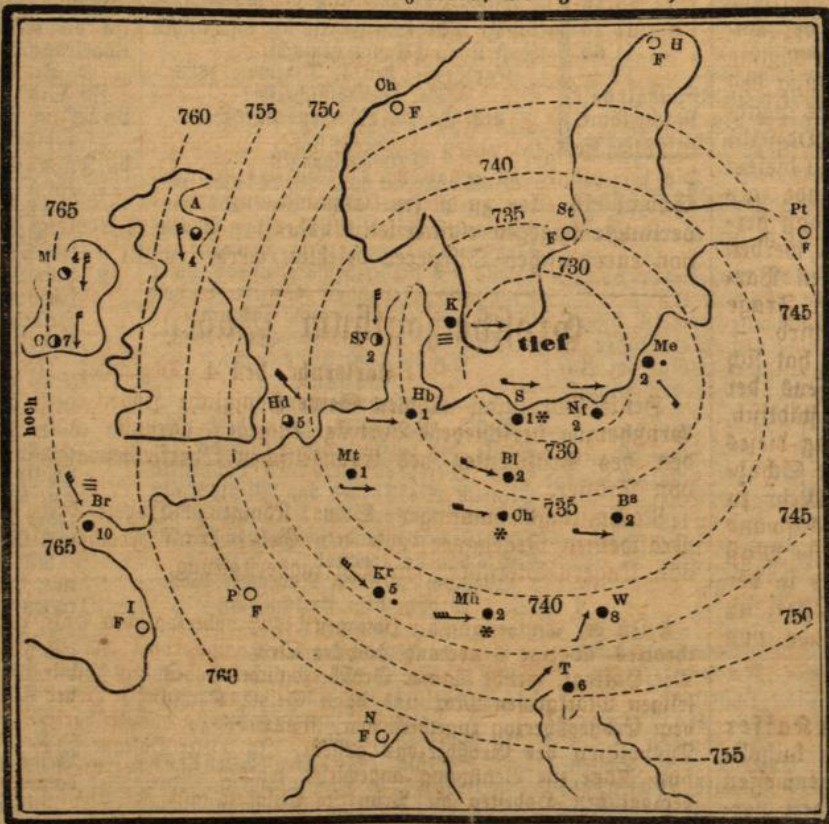 H
F
Ch
F
760
755
750
740
A
4
765
M
4
735
St
F
Pt
F
730
C
7
Sy
2
K
tief
745
Me
2
hoch
Hd
5
Hb
1
S
1*
Nf
2
730
Mt
1
Bl
2
Br
10
Ch
*
735
Bs
2
745
765
Kr
5
P
F
Mü
2
*
740
W
8
750
I
F
760
T
6
N
F
755